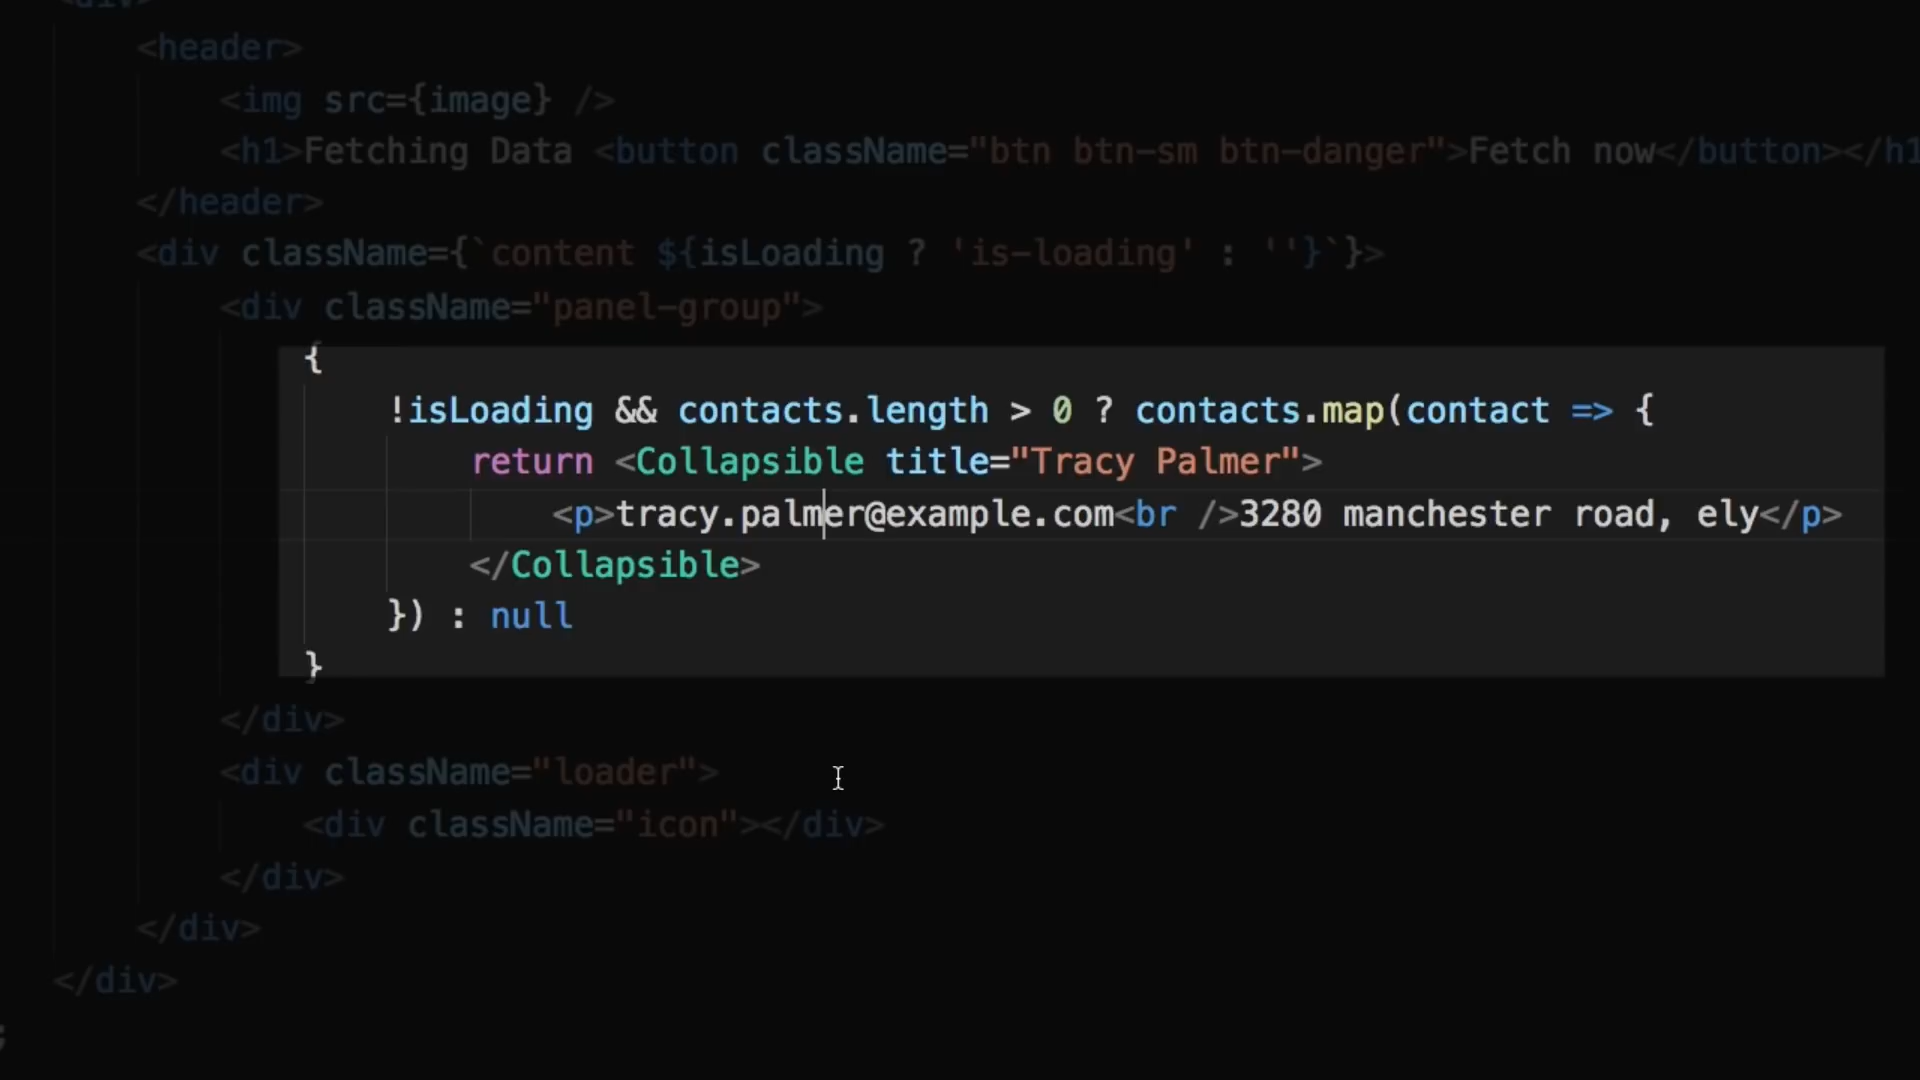 <div>
<header>
<img src={image} />
<h1>Fetching Data <button className="btn btn-sm btn-danger">Fetch now</button></h1
</header>
<div className={`content ${isLoading ? 'is-loading' : ''}`}>
<div className="panel-group">
{
!isLoading && contacts.length > 0 ? contacts.map(contact => {
return <Collapsible title="Tracy Palmer">
<p>tracy.palmer@example.com<br />3280 manchester road, ely</p>
</Collapsible>
}) : null
}
</div>
<div className="loader">
<div className="icon"></div>
</div>
</div>
</div>
;